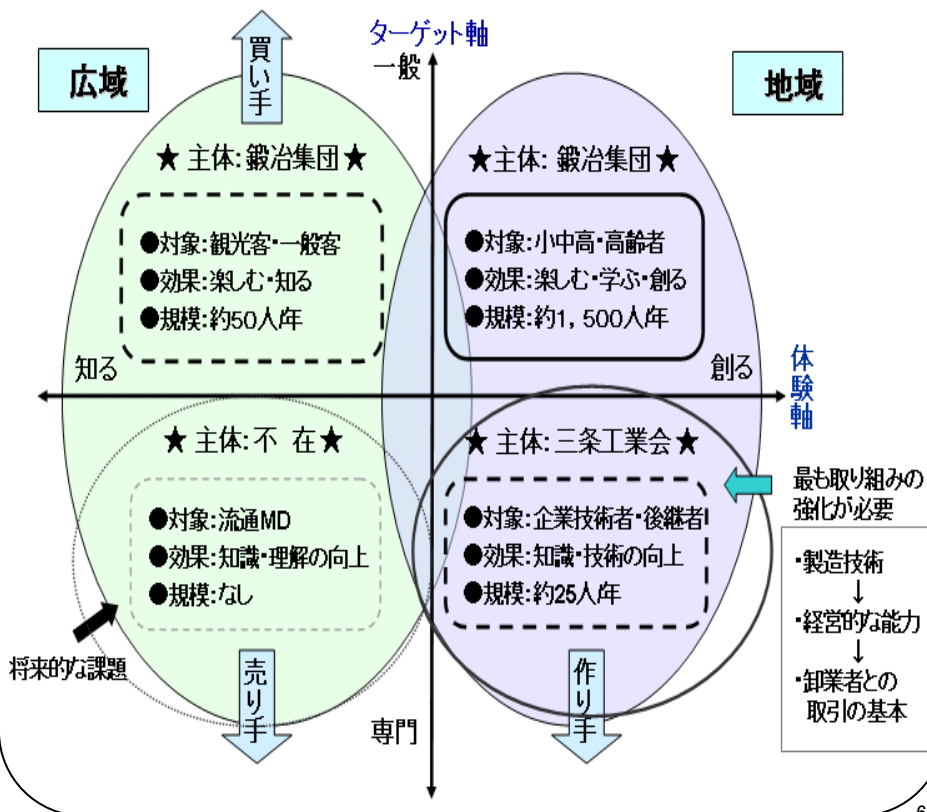 ターゲット軸
一般
買い手
広域
地域
★ 主体:鍛冶集団 ★
●対象:観光客・一般客
●効果:楽しむ・知る
●規模:約50人/年
★主体: 鍛冶集団 ★
●対象:小中高・高齢者
●効果:楽しむ・学ぶ・創る
●規模:約1,500人/年
知る
創る
体験軸
★ 主体:不 在★
●対象:流通MD
●効果:知識・理解の向上
●規模:なし
将来的な課題
売り手
★ 主体:三条工業会 ★
●対象:企業技術者・後継者
●効果:知識・技術の向上
●規模:約25人/年
作り手
専門
最も取り組みの
強化が必要
・製造技術
↓
・経営的な能力
↓
・卸業者との
取引の基本
6